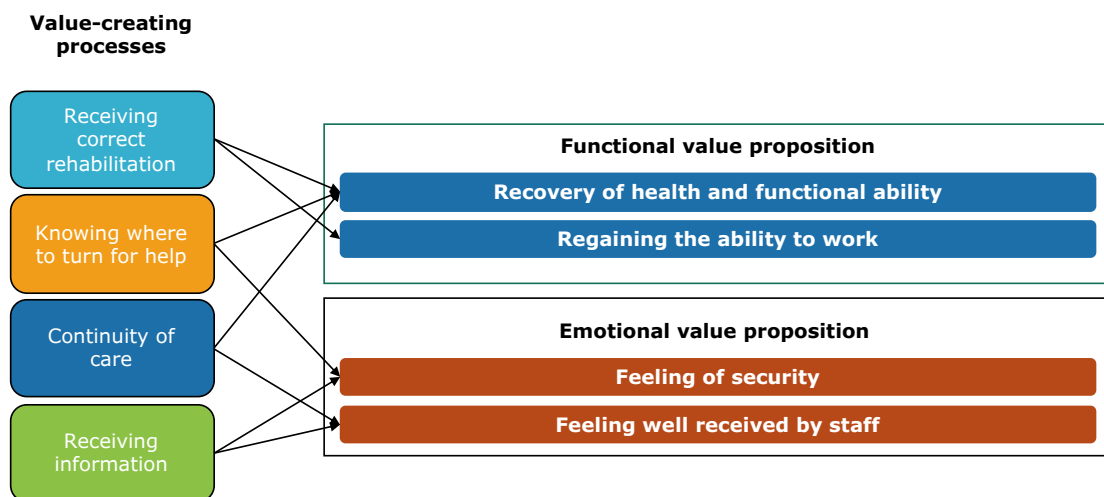 Value-creating
processes
Receiving
correct
rehabilitation
Knowing where
to turn for help
Continuity of
care
Receiving
information
Functional value proposition
Recovery of health and functional ability
Regaining the ability to work
Emotional value proposition
Feeling of security
Feeling well received by staff